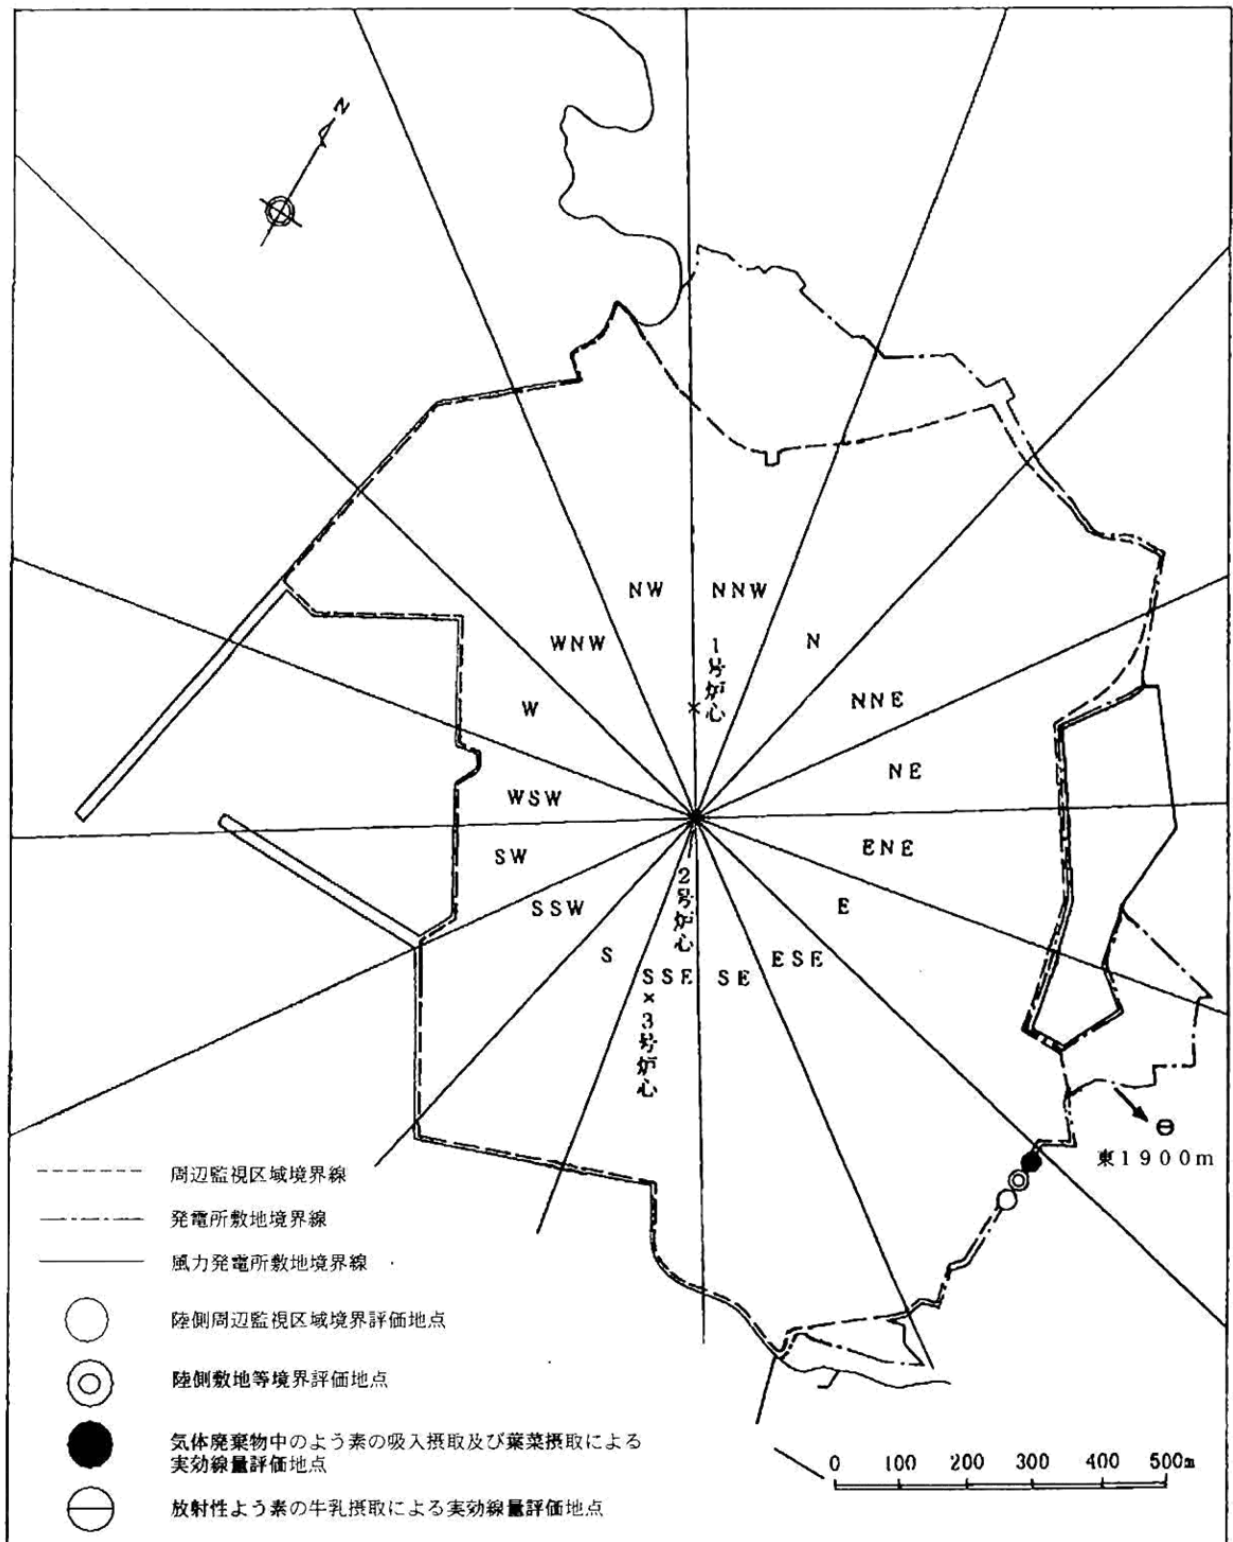 N
NW
NNW
WNW
N
1号炉心
W
NNE
NE
WSW
SW
ENE
SSW
E
2号炉心
S
SSE
SE
ESE
×3号炉心
東1900m
周辺監視区域境界線
発電所敷地境界線
風力発電所敷地境界線
陸側周辺監視区域境界評価地点
陸側敷地等境界評価地点
気体廃棄物中のよう素の吸入摂取及び葉菜摂取による
実効線量評価地点
放射性よう素の牛乳摂取による実効線量評価地点
0 100 200 300 400 500m